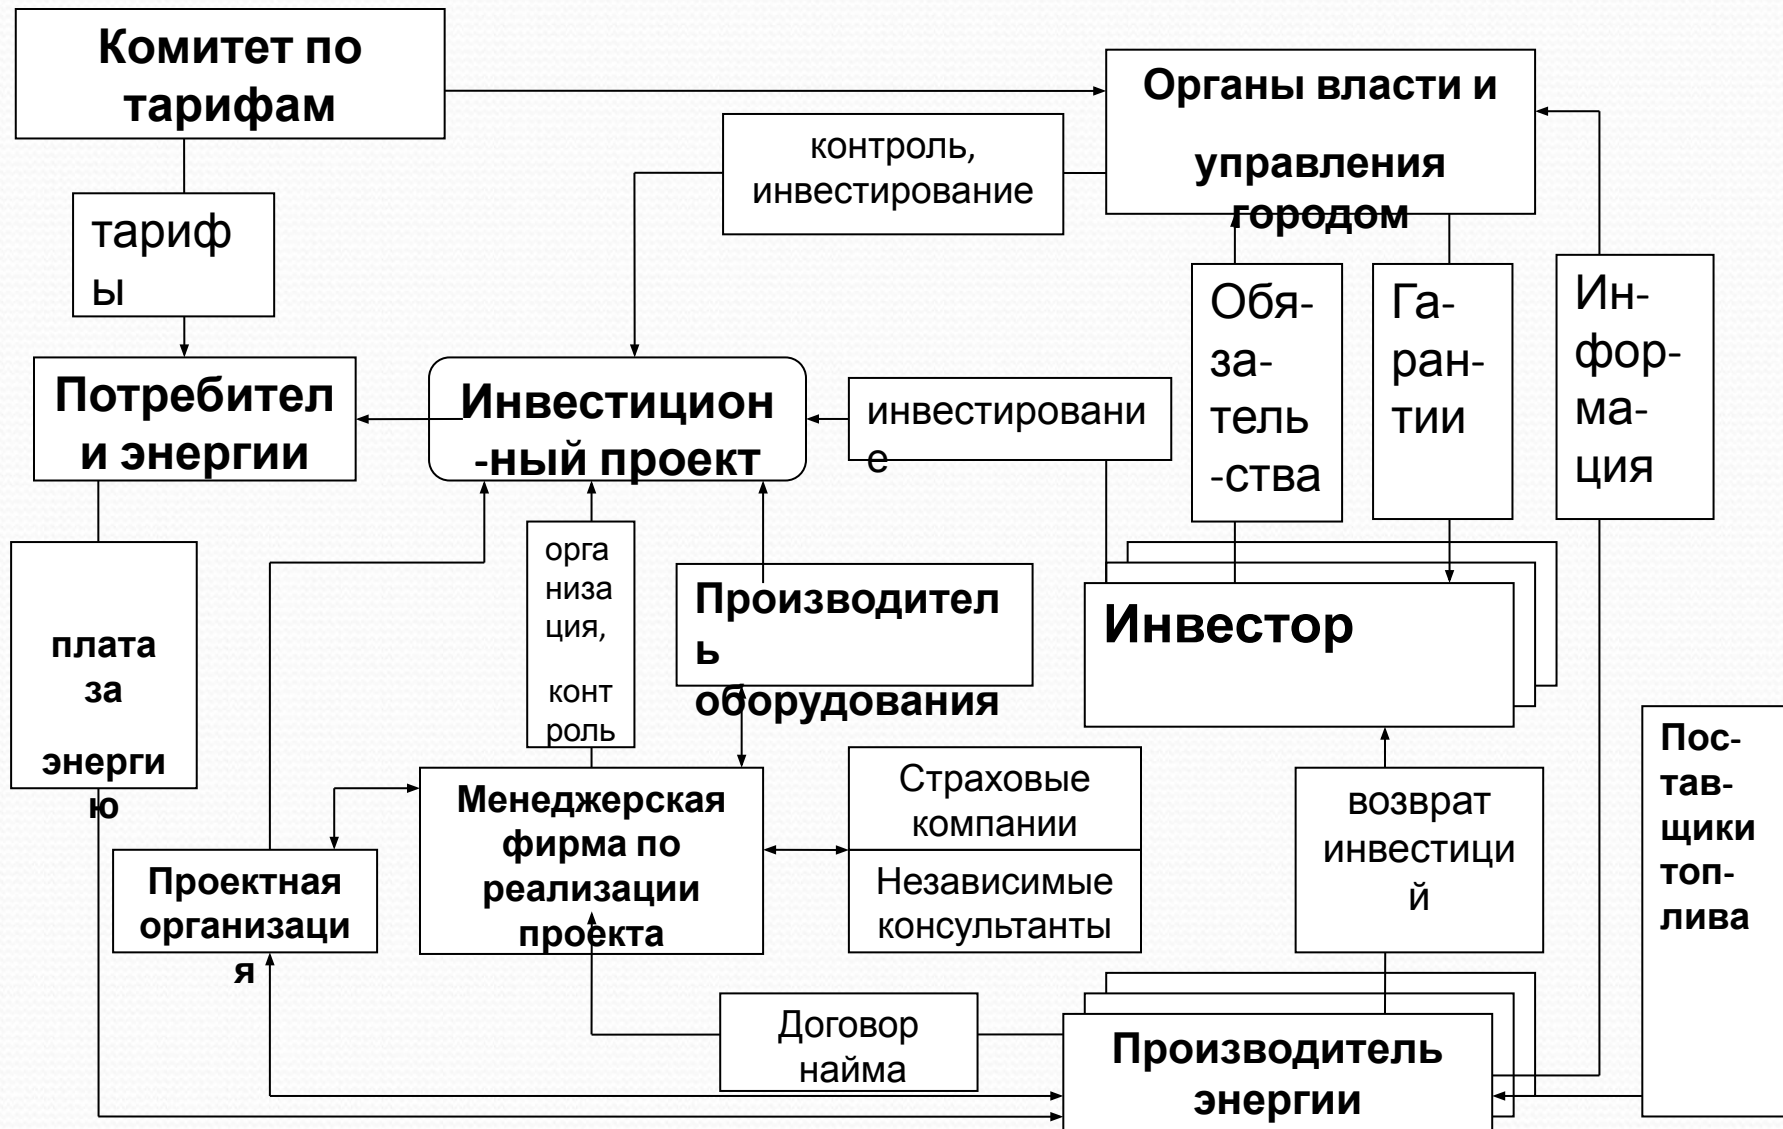 Комитет по
тарифам
Органы власти и
управления
городом
контроль,
инвестирование
тариф
ы
Обя-
за-
тель
-ства
Га-
ран-
тии
Ин-
фор-
ма-
ция
Потребител
и энергии
Инвестицион
-ный проект
инвестировани
е
орга
низа
ция,
конт
роль
Производител
ь
оборудования
Инвестор
плата
за
энерги
ю
Менеджерская
фирма по
реализации
проекта
Страховые
компании
Независимые
консультанты
возврат
инвестици
й
Пос-
тав-
щики
топ-
лива
Проектная
организаци
я
Договор
найма
Производитель
энергии